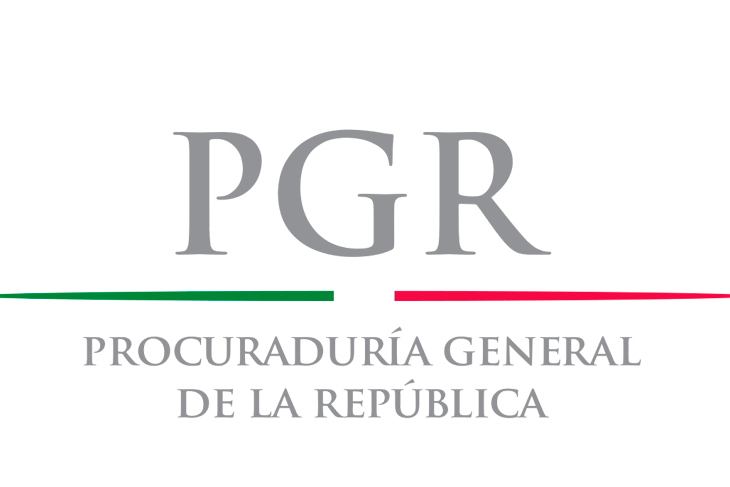 PGR
PROCURADURÍA GENERAL
DE LA REPÚBLICA